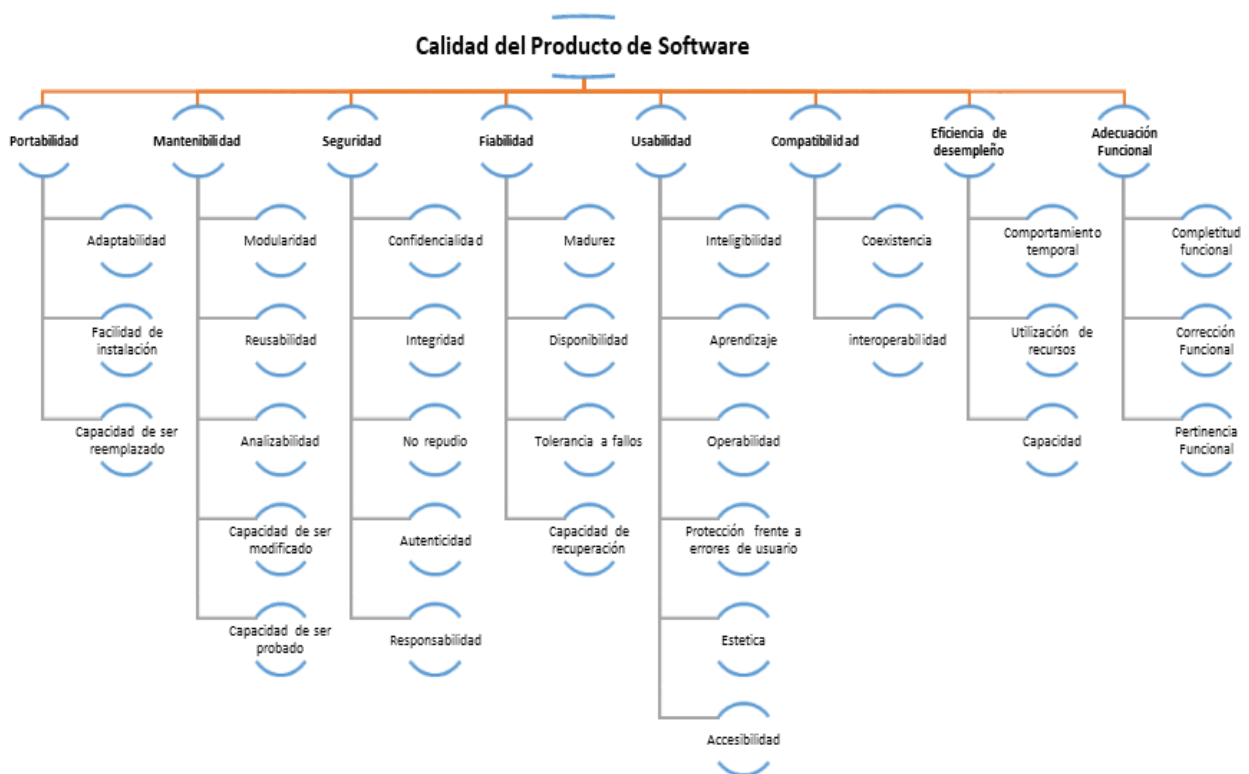 Calidad del Producto de Software
Portabilidad
Mantenibilidad
Seguridad
Fiabilidad
Usabilidad
Compatibilidad
Eficiencia de
desempleño
Adecuación
Funcional
Adaptabilidad
Modularidad
Confidencialidad
Madurez
Inteligibilidad
Coexistencia
Comportamiento
temporal
Completitud
funcional
Facilidad de
instalación
Reusabilidad
Integridad
Disponibilidad
Aprendizaje
interoperabilidad
Utilización de
recursos
Corrección
Funcional
Capacidad de ser
reemplazado
Analizabilidad
No repudio
Tolerancia a fallos
Operabilidad
Capacidad
Pertinencia
Funcional
Capacidad de ser
modificado
Autenticidad
Capacidad de
recuperación
Protección frente a
errores de usuario
Capacidad de ser
probado
Responsabilidad
Estetica
Accesibilidad